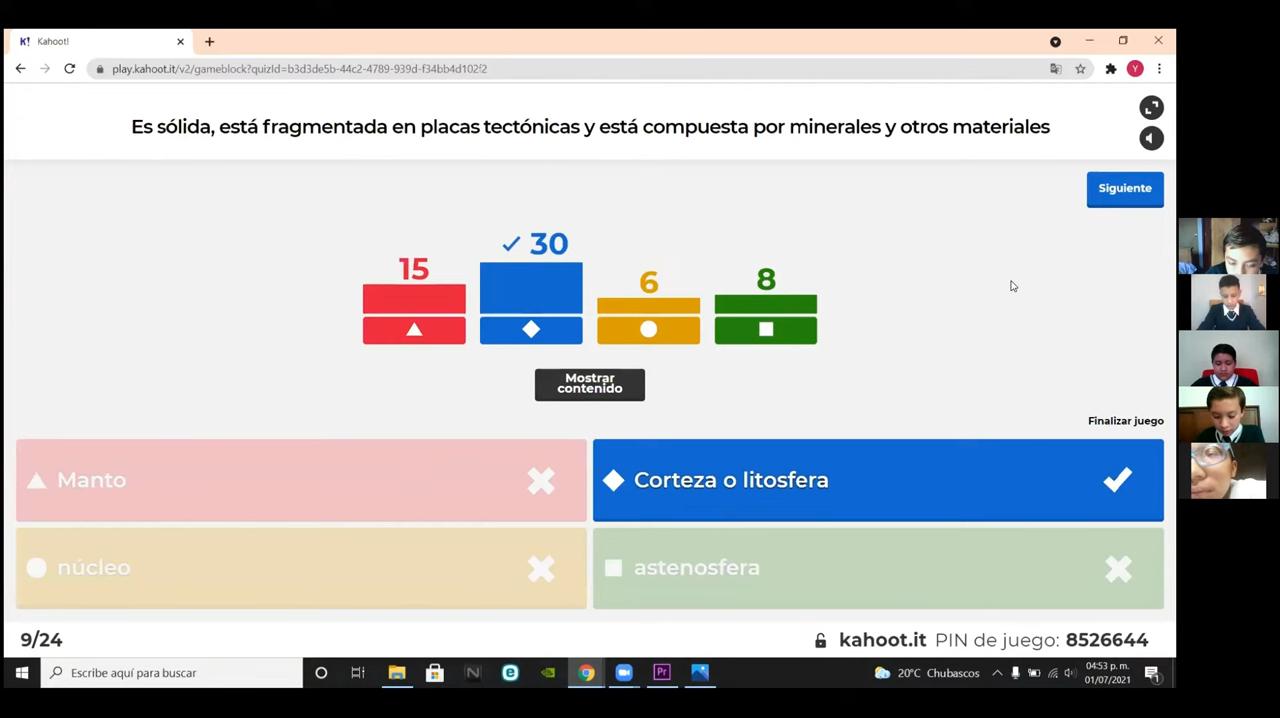 Kahoot!
play.kahoot.it/v2/gameblock?quizId=b3d3de5b-44c2-4789-939d-f34bb4d102f2
Y
Es sólida, está fragmentada en placas tectónicas y está compuesta por minerales y otros materiales
Siguiente
15
30
6
8
Mostrar
contenido
Finalizar juego
Manto
Corteza o litosfera
núcleo
astenosfera
9/24
kahoot.it PIN de juego: 8526644
Escribe aquí para buscar
Pr
20°C Chubascos
04:53 p. m.
01/07/2021